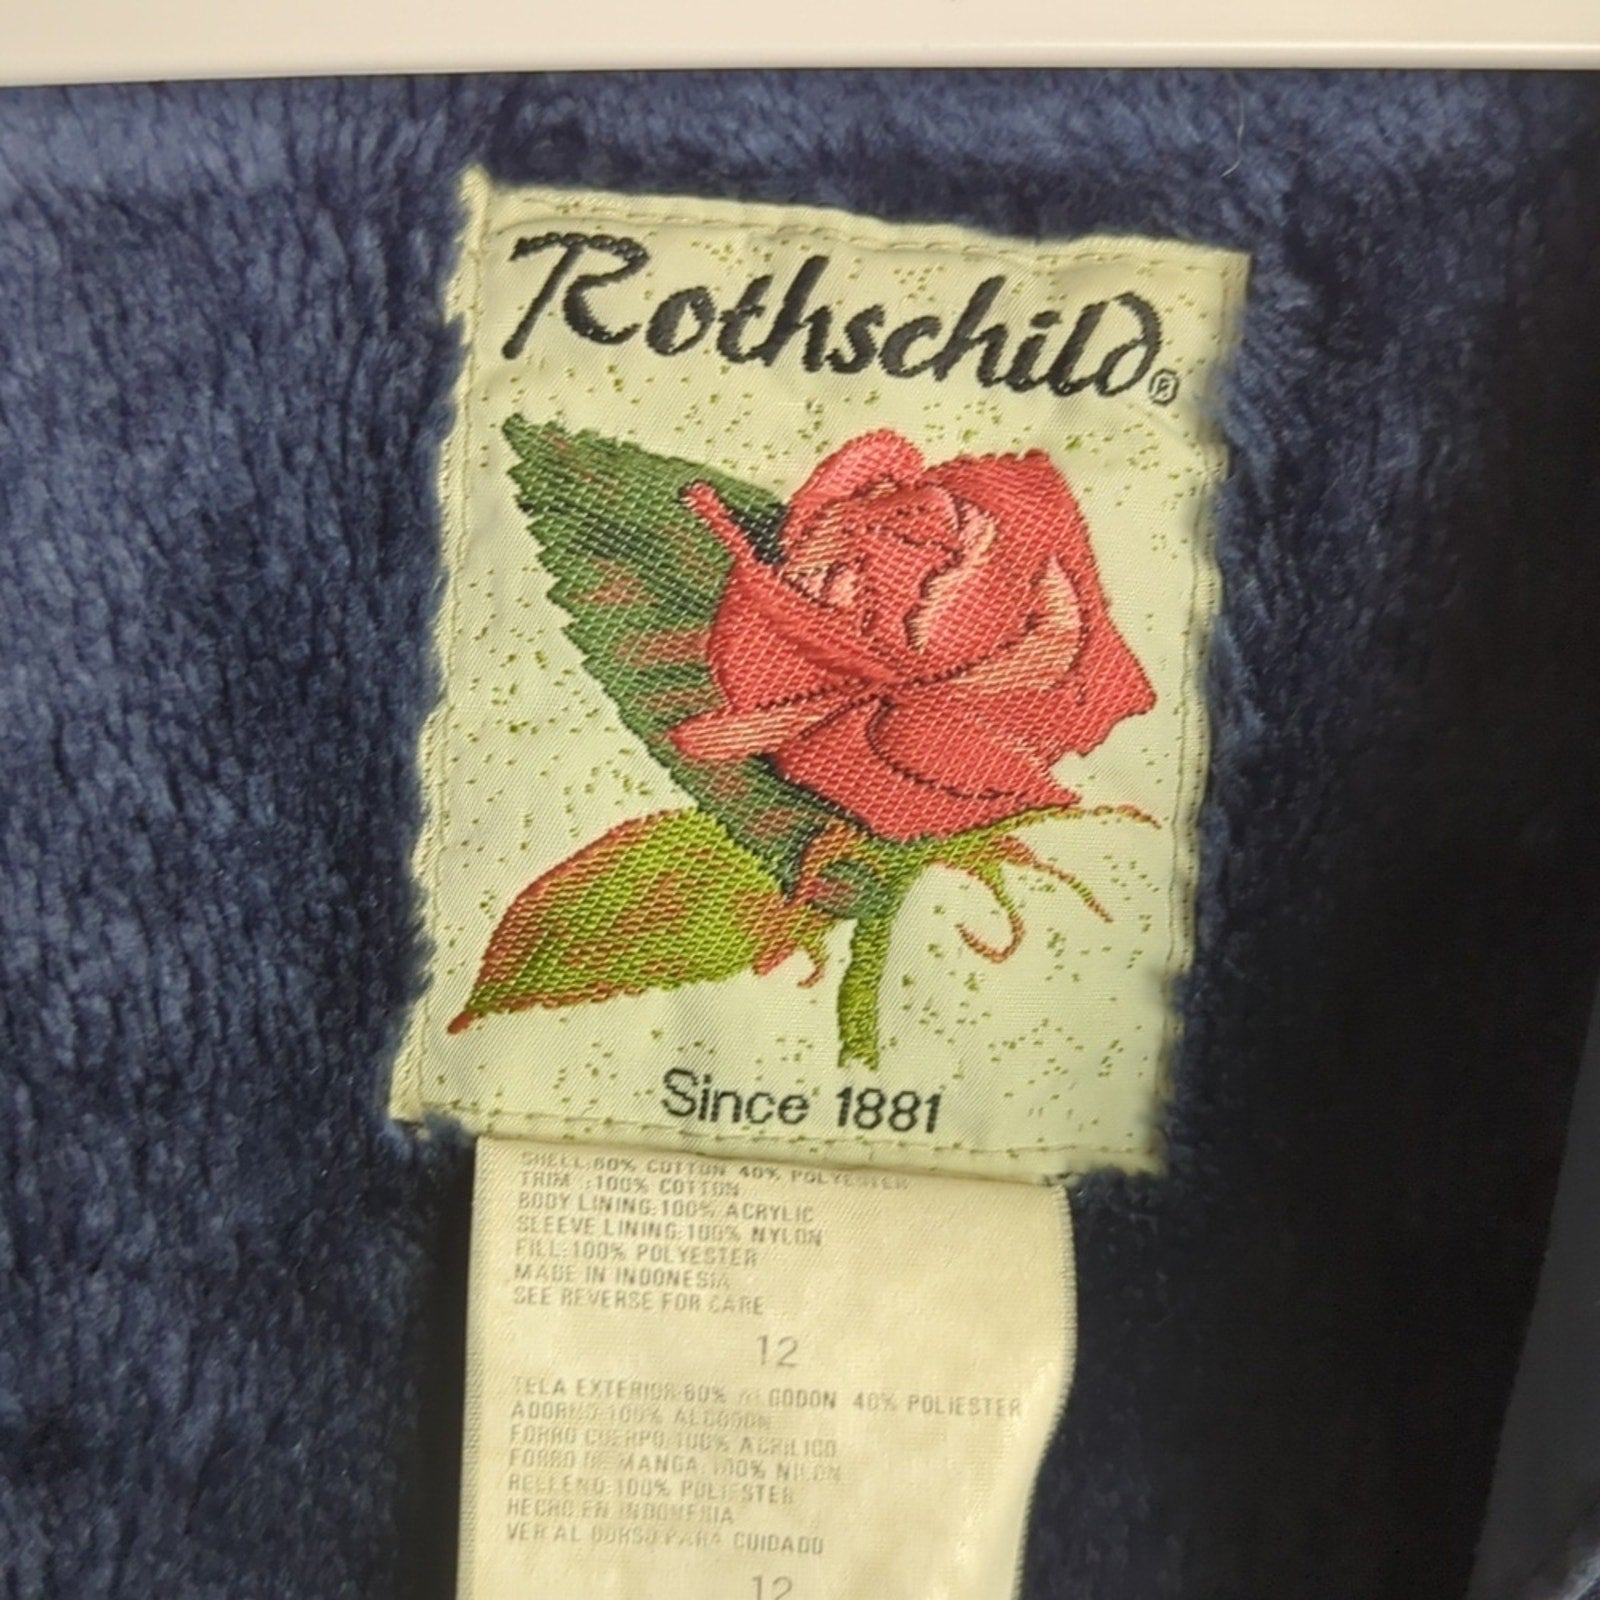 Rothschild®
Since 1881
SHELL:60% COTTON 40% POLYESTER
TRIM :100% COTTON
BODY LINING:100% ACRYLIC
SLEEVE LINING:100% NYLON
FILL:100% POLYESTER
MADE IN INDONESIA
SEE REVERSE FOR CARE
12
TELA EXTERIOR:60% ALGODON 40% POLIESTER
ADORNO:100% ALGODON
FORRO CUERPO:100% ACRILICO
FORRO DE MANGA:100% NILON
RELLENO:100% POLIESTER
HECHO EN INDONESIA
VER AL DORSO PARA CUIDADO
12